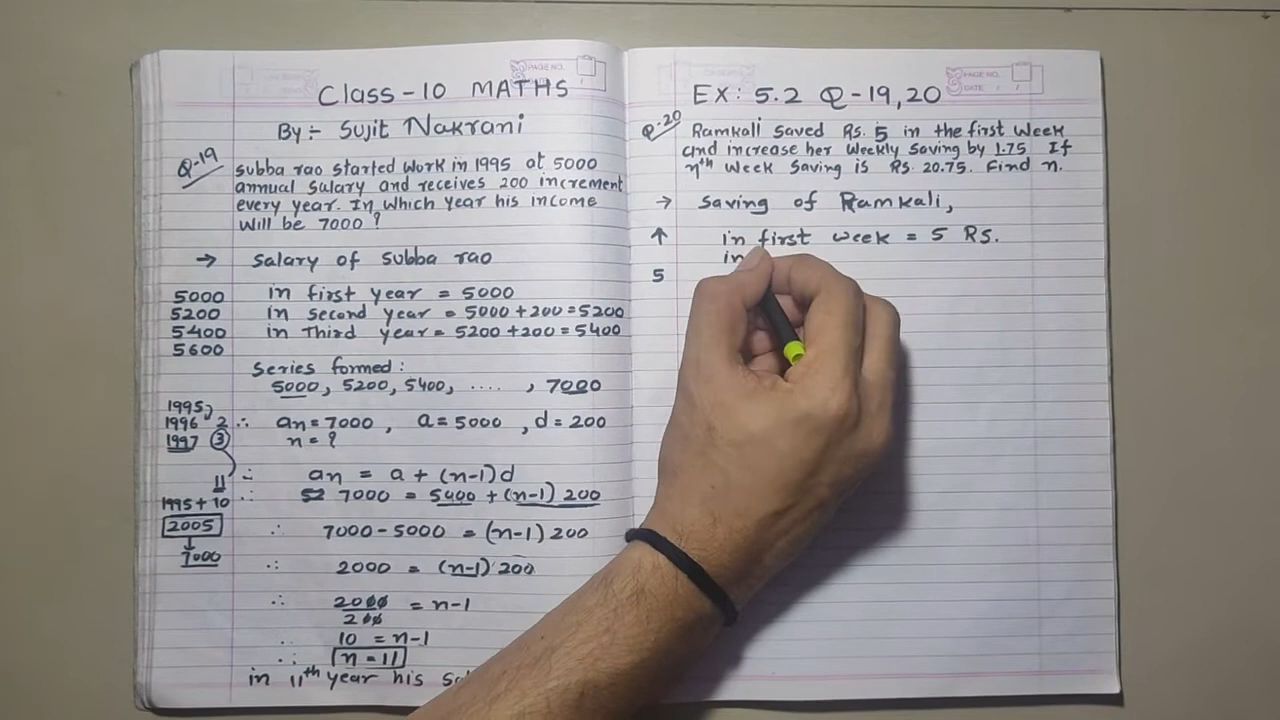 Class-10 MATHS
By:- Sujit Nakrani
Q-19
Subba rao started work in 1995 at 5000
annual salary and receives 200 increment
every year. In which year his income
will be 7000 ?
→ Salary of Subba rao
5000 in first year = 5000
5200 in second year = 5000 + 200 = 5200
5400 in Third year = 5200 + 200 = 5400
5600
Series formed :
5000, 5200, 5400, .... , 7000
1995
1996 2 ∴ an = 7000 , a = 5000 , d = 200
1997 3 n = ?
11 ∴ an = a + (n-1)d
1995 + 10 ∴ 7000 = 5400 + (n-1) 200
2005
∴ 7000 - 5000 = (n-1) 200
7000
∴ 2000 = (n-1) 200
∴ 2000/200 = n-1
∴ 10 = n-1
∴ n = 11
in 11th year his
EX: 5.2 Q-19,20
PAGE NO.
DATE / /
Q-20
Ramkali saved Rs. 5 in the first week
and increase her weekly saving by 1.75 If
nth week saving is Rs. 20.75. Find n.
→ Saving of Ramkali,
↑ in first week = 5 RS.
in
5